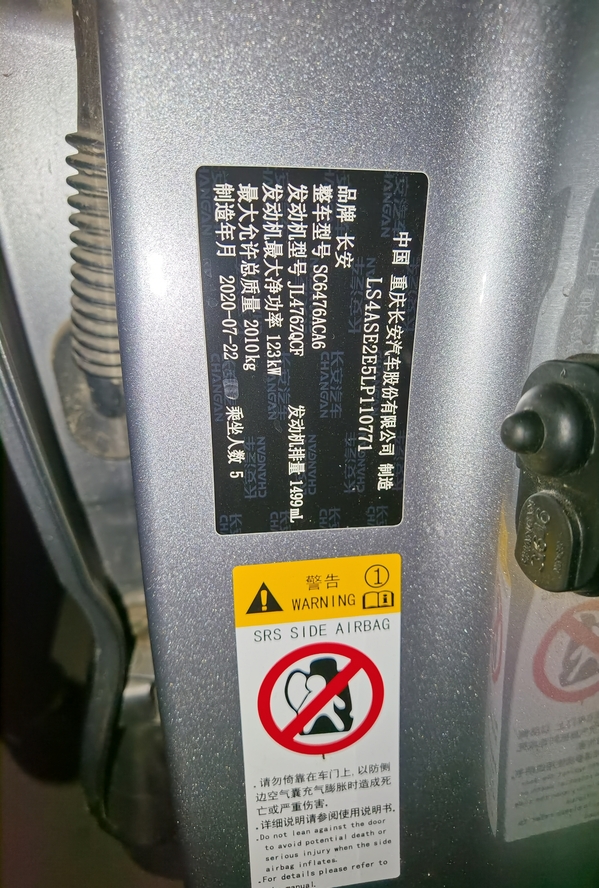 中国 重庆长安汽车股份有限公司 制造
LS4ASE2E5LP110771
品牌 长安
整车型号 SC6476ACA6
发动机型号 JL476ZQCF 发动机排量 1499mL
发动机最大净功率 123kW
最大允许总质量 2010kg
制造年月 2020-07-22 乘坐人数 5
警告 1
WARNING
SRS SIDE AIRBAG
.请勿倚靠在车门上,以防侧
边空气囊充气膨胀时造成死
亡或严重伤害.
.详细说明请参阅使用说明书.
.Do not lean against the door
to avoid potential death or
serious injury when the side
airbag inflates.
.For details please refer to
manual.